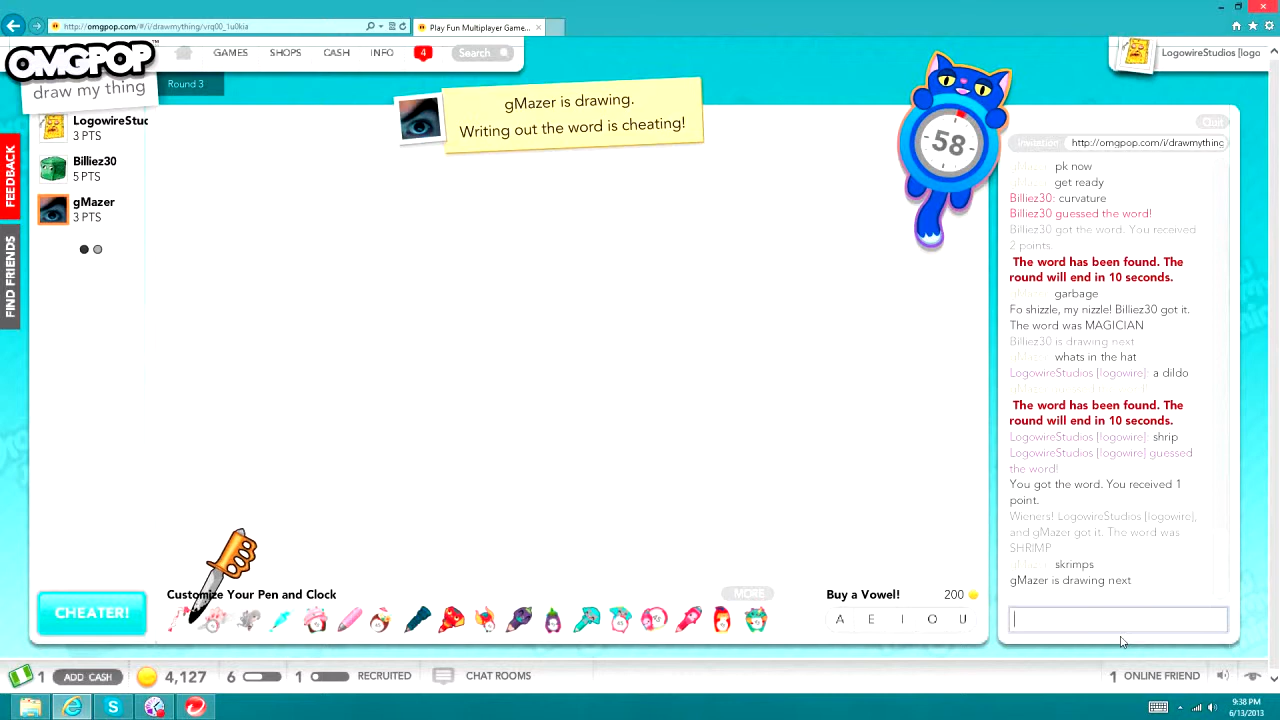 http://omgpop.com/#/i/drawmything/vrq00_1u0kia
Play Fun Multiplayer Game...
OMGPOP
draw my thing
GAMES
SHOPS
CASH
INFO
4
Search
LogowireStudios [logo
Round 3
gMazer is drawing.
Writing out the word is cheating!
58
LogowireStuc
3 PTS
Billiez30
5 PTS
gMazer
3 PTS
FEEDBACK
FIND FRIENDS
Quit
Invitation
http://omgpop.com/i/drawmything
gMazer: pk now
gMazer: get ready
Billiez30: curvature
Billiez30 guessed the word!
Billiez30 got the word. You received
2 points.
The word has been found. The
round will end in 10 seconds.
gMazer: garbage
Fo shizzle, my nizzle! Billiez30 got it.
The word was MAGICIAN
Billiez30 is drawing next
gMazer: whats in the hat
LogowireStudios [logowire]: a dildo
The word has been found. The
round will end in 10 seconds.
LogowireStudios [logowire]: shrip
LogowireStudios [logowire] guessed
the word!
You got the word. You received 1
point.
Wieners! LogowireStudios [logowire],
and gMazer got it. The word was
SHRIMP
gMazer: skrimps
gMazer is drawing next
CHEATER!
Customize Your Pen and Clock
MORE
Buy a Vowel!
200
A E I O U
1
ADD CASH
4,127
6
1
RECRUITED
CHAT ROOMS
1 ONLINE FRIEND
9:38 PM
6/13/2013